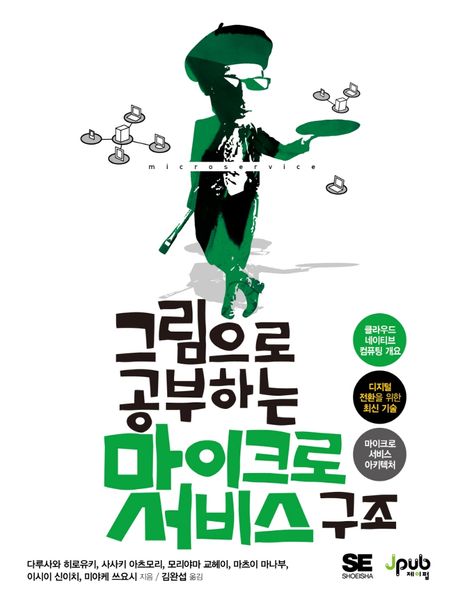 microservice
그림으로
공부하는
마이크로
서비스 구조
클라우드
네이티브
컴퓨팅 개요
디지털
전환을 위한
최신 기술
마이크로
서비스
아키텍처
다루사와 히로유키, 사사키 아츠모리, 모리야마 교헤이, 마츠이 마나부,
이시이 신이치, 미야케 쓰요시 지음 / 김완섭 옮김
SE
SHOEISHA
Jpub
제이펍